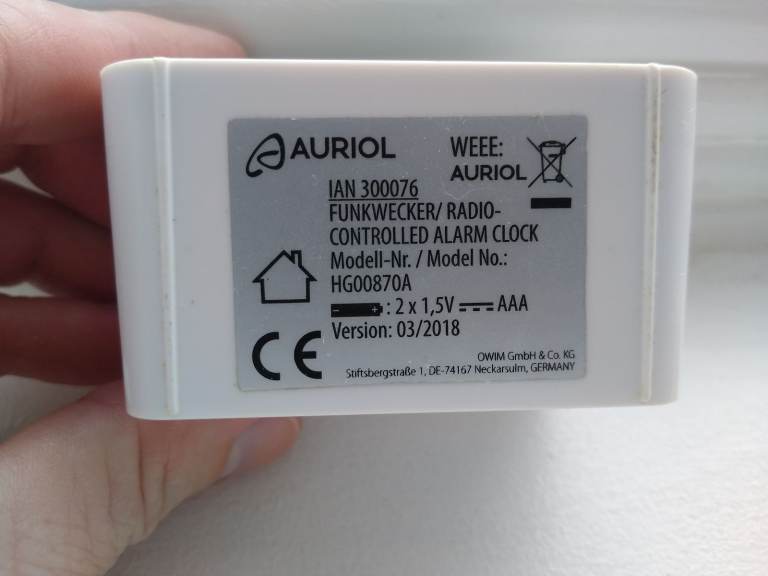 AURIOL
WEEE:
AURIOL
IAN 300076
FUNKWECKER/ RADIO-
CONTROLLED ALARM CLOCK
Modell-Nr. / Model No.:
HG00870A
: 2 x 1,5V AAA
Version: 03/2018
CE
OWIM GmbH & Co. KG
Stiftsbergstraße 1, DE-74167 Neckarsulm, GERMANY